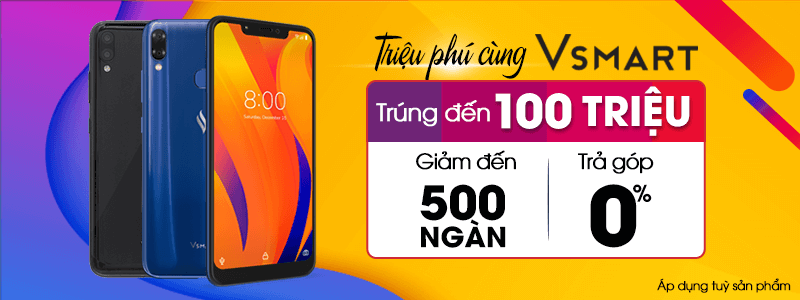 Triệu phú cùng VSMART
Trúng đến 100 TRIỆU
Giảm đến
500
NGÀN
Trả góp
0%
8:00
VSMART
Áp dụng tuỳ sản phẩm